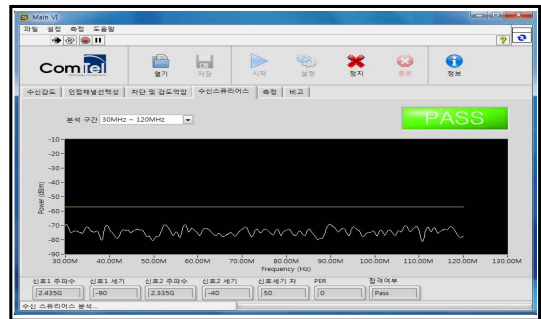 Main VI
파일 설정 측정 도움말
ComTel
열기 저장 시작 설정 정지 종료 정보
수신감도 인접채널선택성 차단 및 감도억압 수신스퓨리어스 측정 비고
분석 구간 30MHz ~ 120MHz
PASS
-10
-20
-30
-40
-50
-60
-70
-80
-90
Power (dBm)
30.00M 40.00M 50.00M 60.00M 70.00M 80.00M 90.00M 100.00M 110.00M 120.00M 130.00M
Frequency (Hz)
신호1 주파수 신호1 세기 신호2 주파수 신호2 세기 신호세기 차 PER 합격여부
2.435G -90 2.335G -40 50 0 Pass
수신 스퓨리어스 분석...